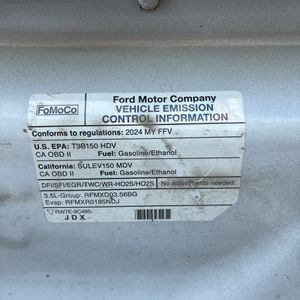 FoMoCo
Ford Motor Company
VEHICLE EMISSION
CONTROL INFORMATION
Conforms to regulations: 2024 MY FFV
U.S. EPA: T3B150 HDV
CA OBD II Fuel: Gasoline/Ethanol
California: SULEV150 MDV
CA OBD II Fuel: Gasoline/Ethanol
DFI/SFI/EGR/TWC/WR-HO2S/HO2S
No adjustments needed.
3.5L-Group: RFMXD03.56BG
Evap: RFMXR0185NDJ
RW7E-9C485-
JDX